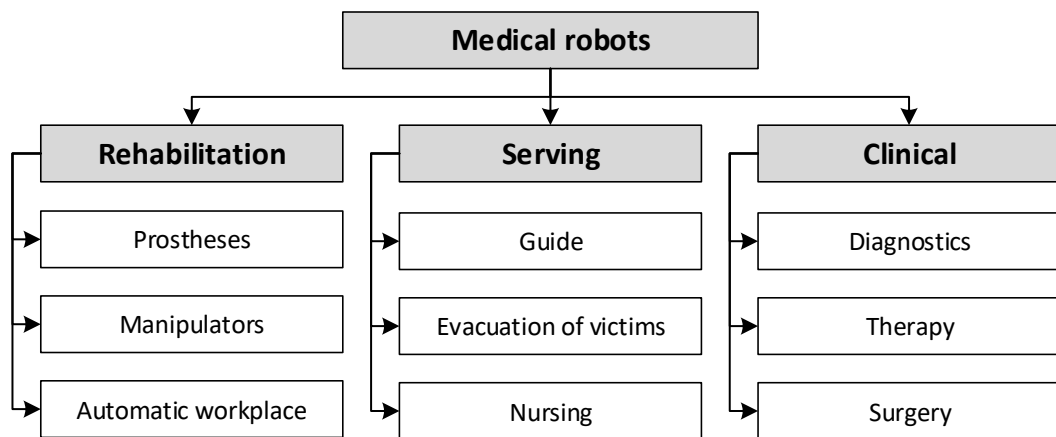 Medical robots
Rehabilitation
Serving
Clinical
Prostheses
Guide
Diagnostics
Manipulators
Evacuation of victims
Therapy
Automatic workplace
Nursing
Surgery